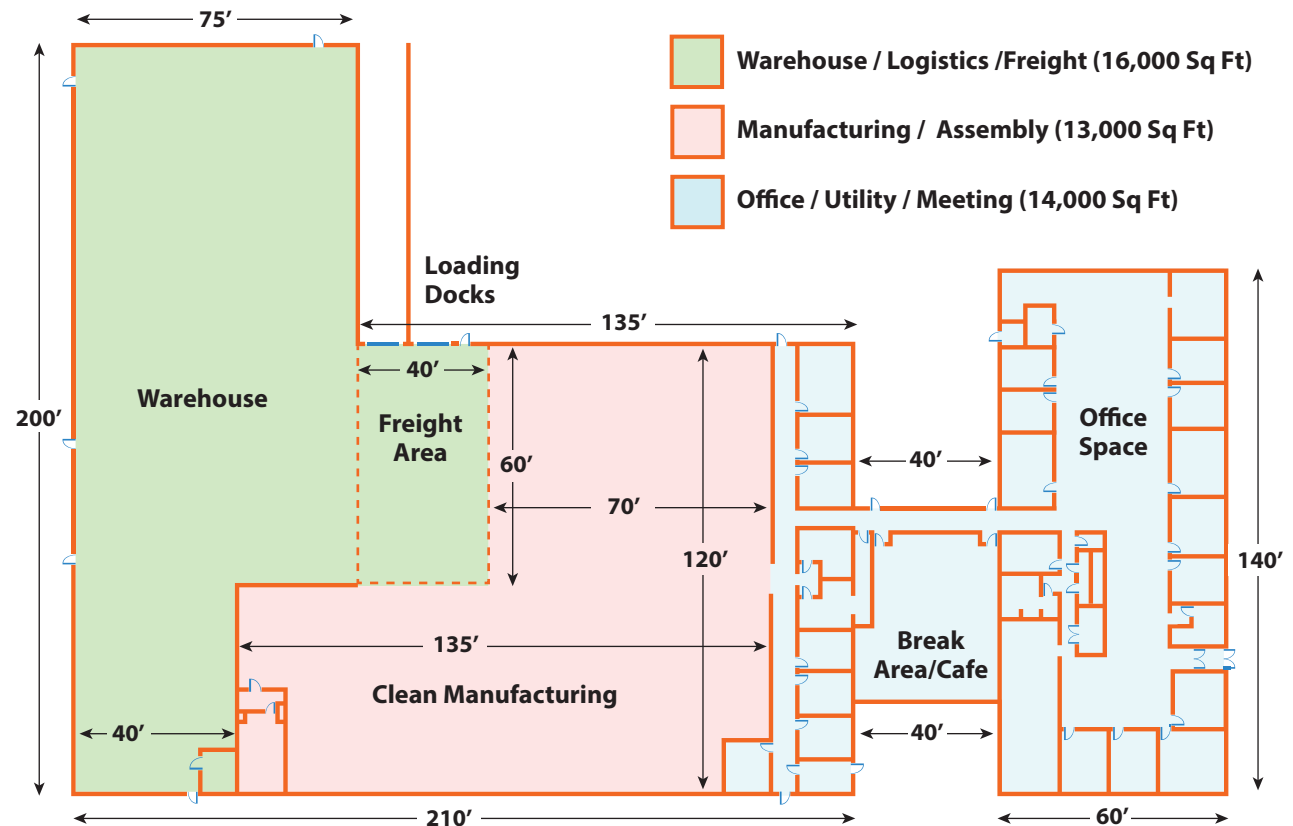 75’
Warehouse / Logistics /Freight (16,000 Sq Ft)
Manufacturing / Assembly (13,000 Sq Ft)
Office / Utility / Meeting (14,000 Sq Ft)
Loading
Docks
135’
40’
Warehouse
200’
Freight
Area
60’
70’
120’
40’
Office
Space
140’
135’
Clean Manufacturing
Break
Area/Cafe
40’
40’
210’
60’